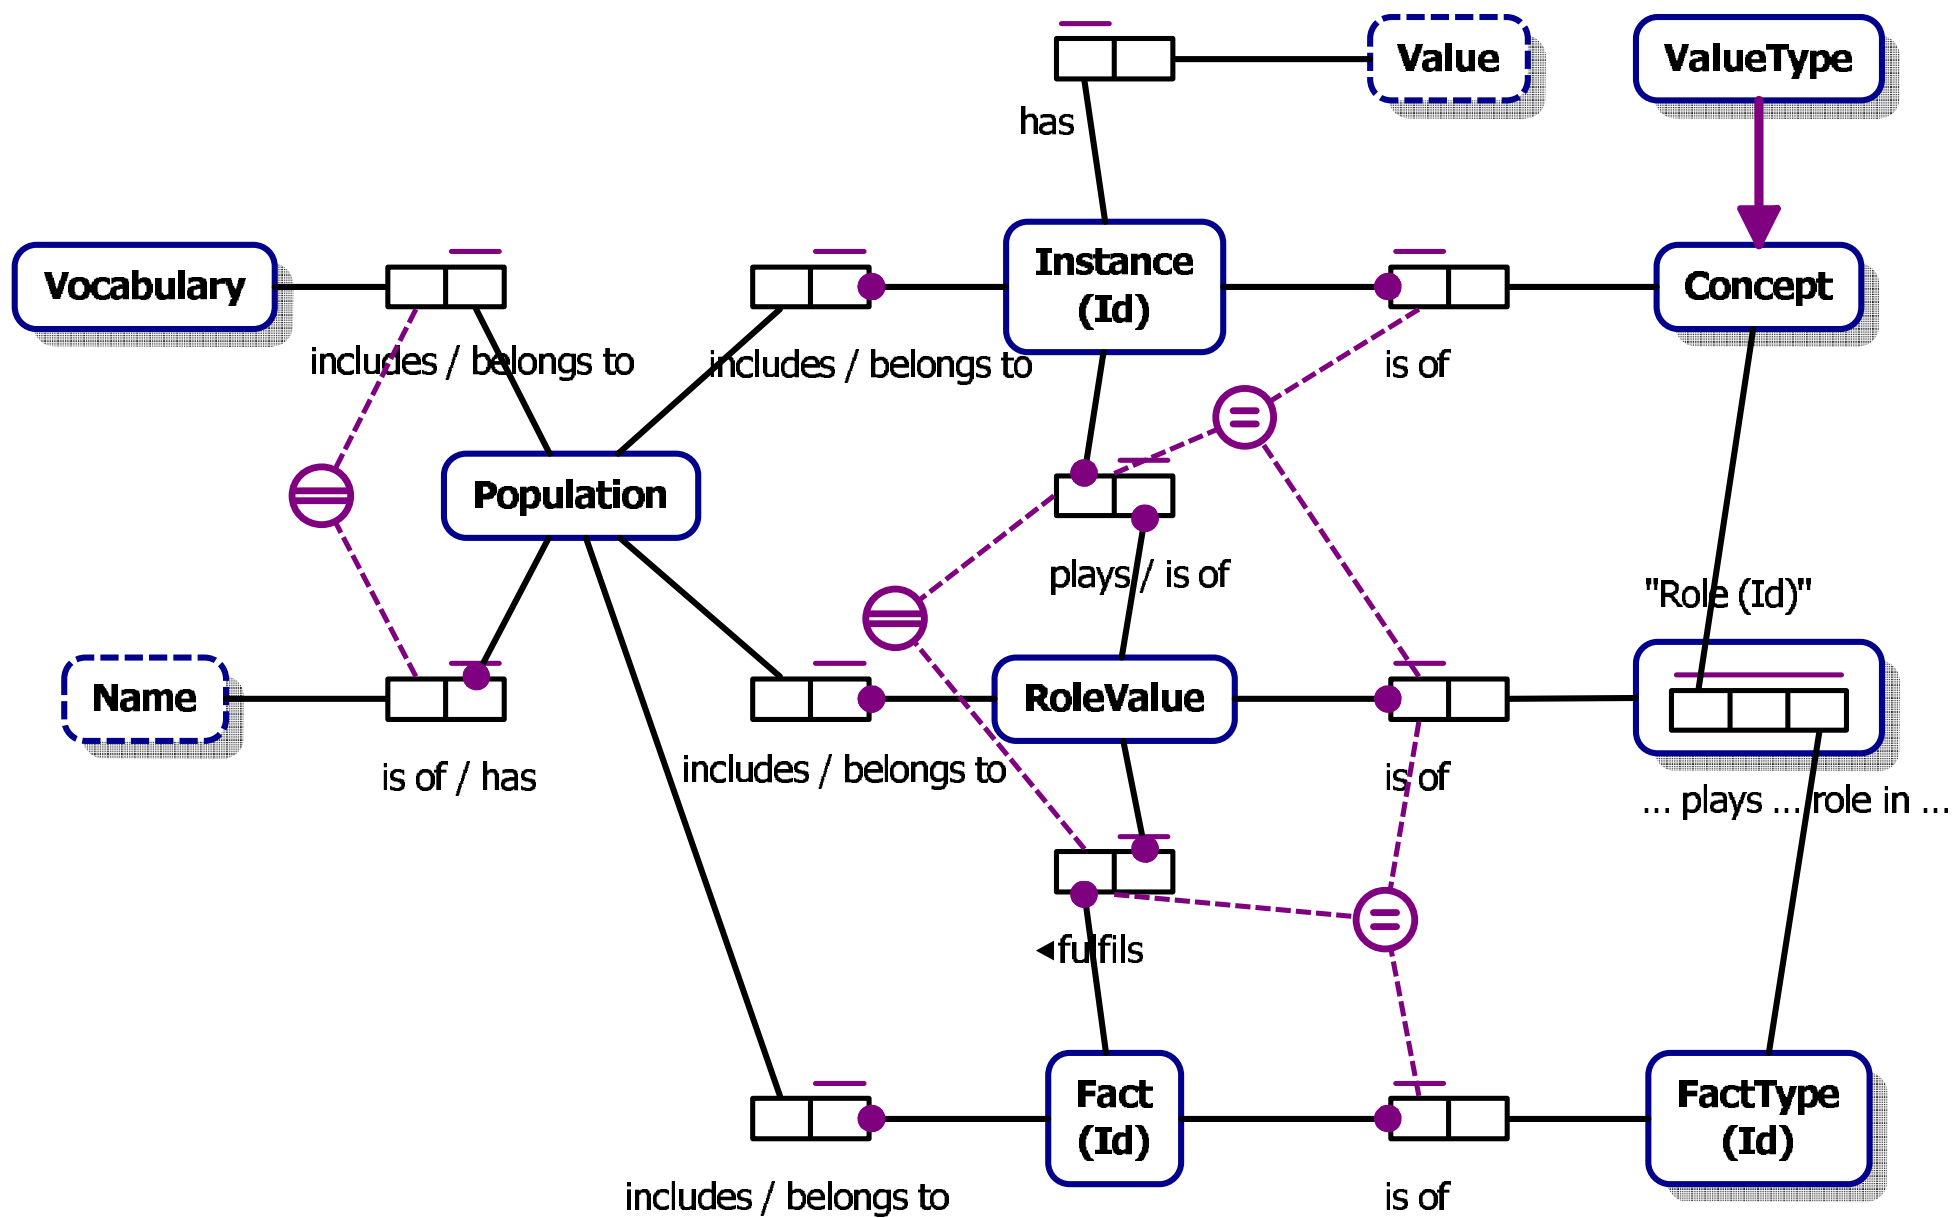 Value
ValueType
has
Vocabulary
Instance
(Id)
Concept
includes / belongs to
includes / belongs to
is of
Population
plays / is of
"Role (Id)"
Name
RoleValue
is of / has
includes / belongs to
is of
... plays ... role in ...
◄fulfils
Fact
(Id)
FactType
(Id)
includes / belongs to
is of